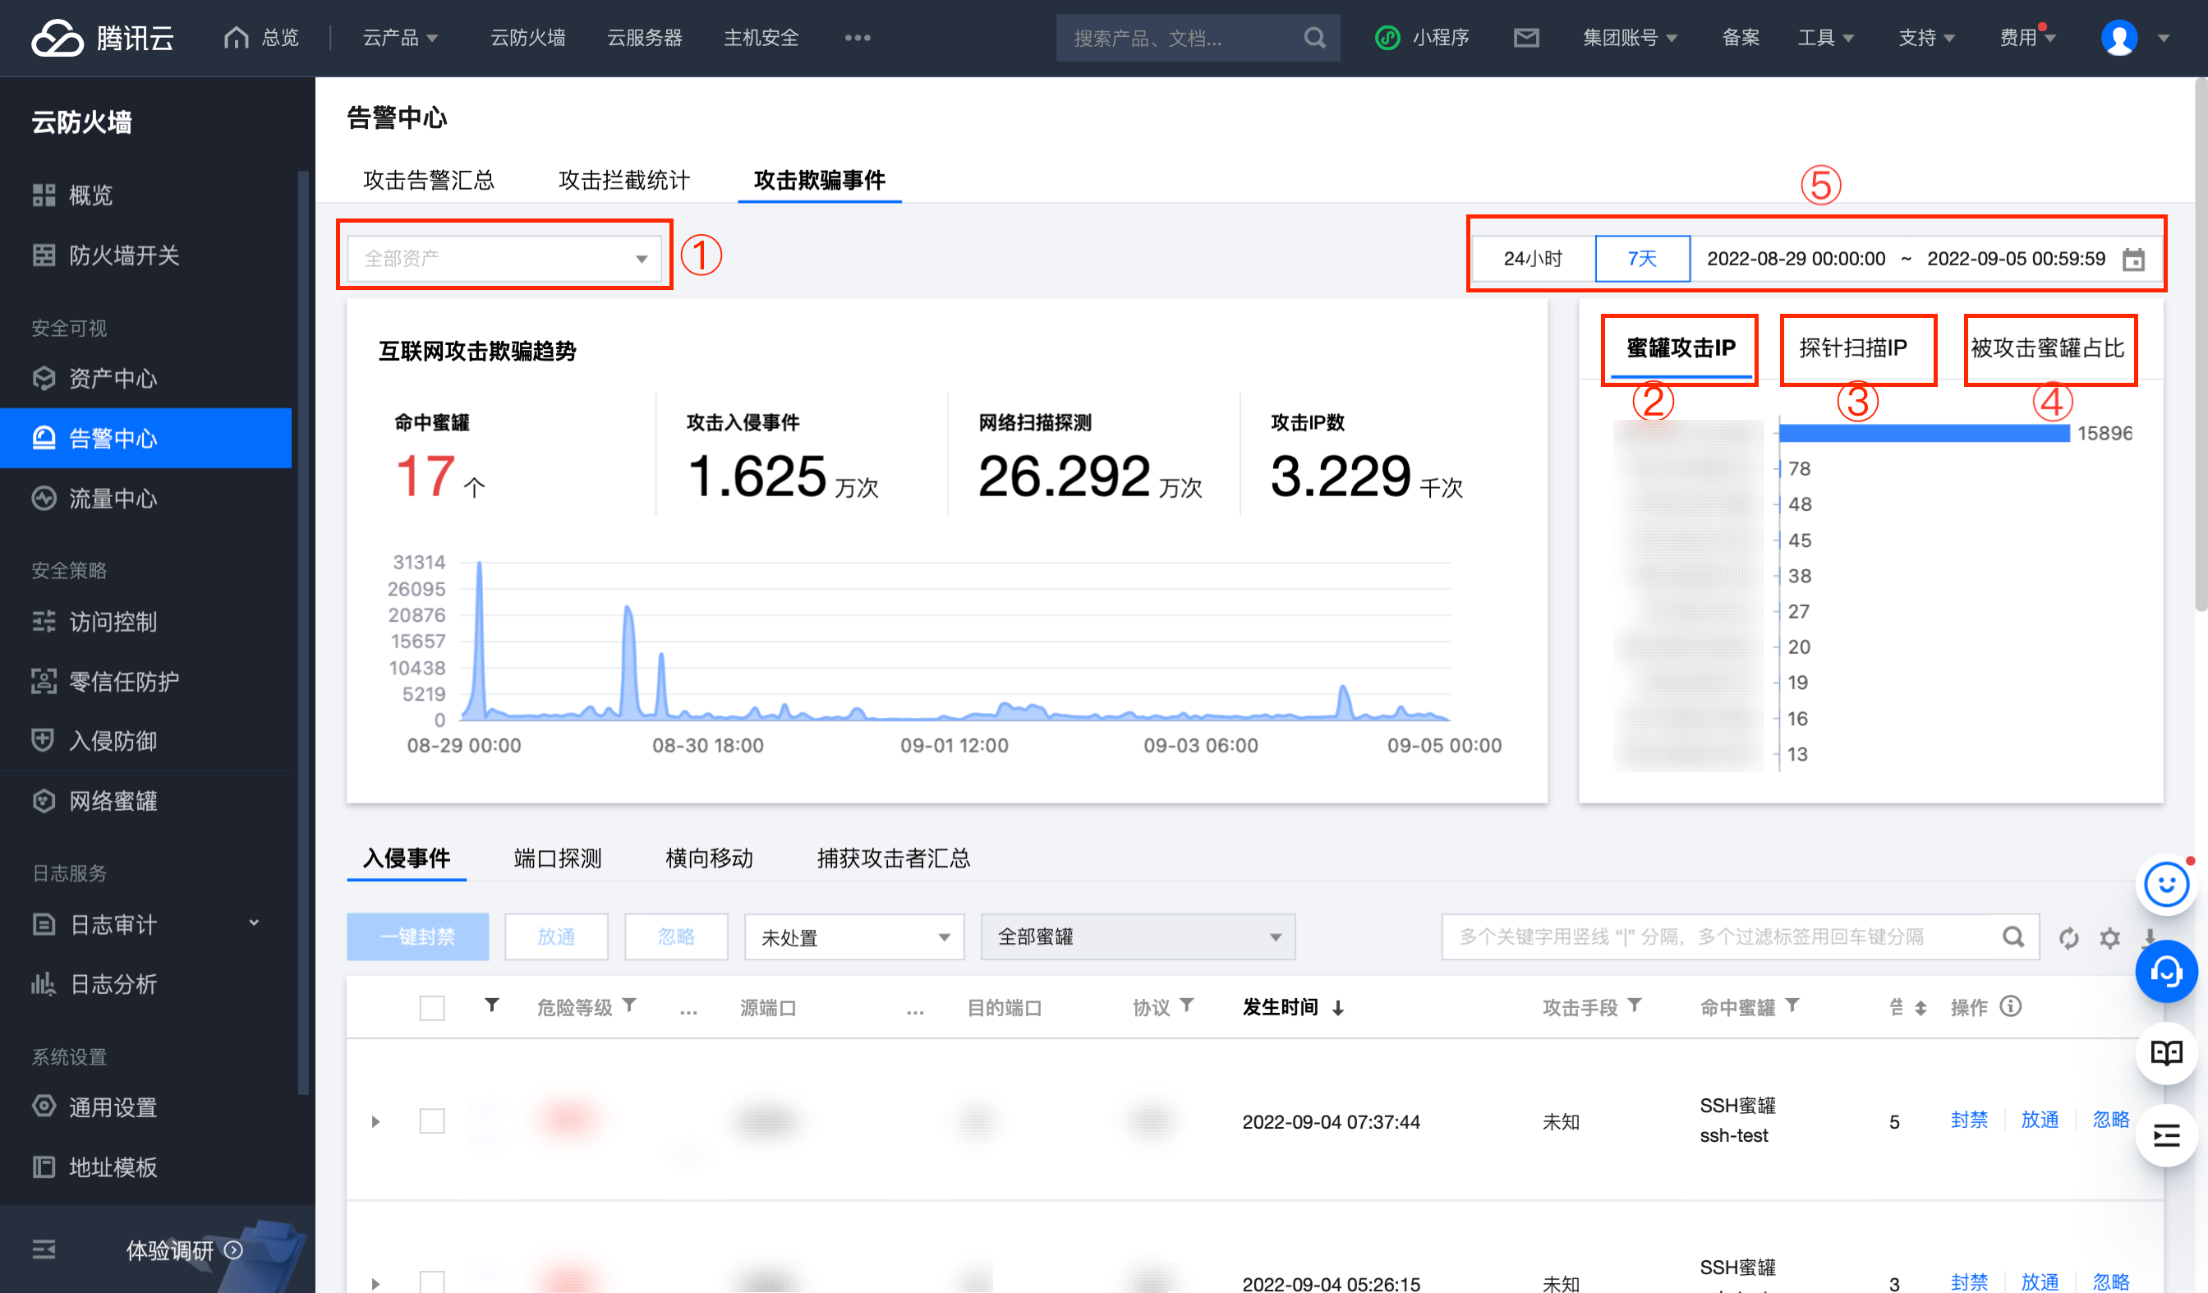 腾讯云
总览
云产品
云防火墙
云服务器
主机安全
•••
搜索产品、文档...
小程序
集团账号
备案
工具
支持
费用
云防火墙
概览
防火墙开关
安全可视
资产中心
告警中心
流量中心
安全策略
访问控制
零信任防护
入侵防御
网络蜜罐
日志服务
日志审计
日志分析
系统设置
通用设置
地址模板
体验调研
告警中心
攻击告警汇总
攻击拦截统计
攻击欺骗事件
全部资产
①
⑤
24小时
7天
2022-08-29 00:00:00 ~ 2022-09-05 00:59:59
互联网攻击欺骗趋势
命中蜜罐
17 个
攻击入侵事件
1.625 万次
网络扫描探测
26.292 万次
攻击IP数
3.229 千次
31314
26095
20876
15657
10438
5219
0
08-29 00:00
08-30 18:00
09-01 12:00
09-03 06:00
09-05 00:00
蜜罐攻击IP
探针扫描IP
被攻击蜜罐占比
②
③
④
15896
78
48
45
38
27
20
19
16
13
入侵事件
端口探测
横向移动
捕获攻击者汇总
一键封禁
放通
忽略
未处置
全部蜜罐
多个关键字用竖线 “|” 分隔，多个过滤标签用回车键分隔
危险等级
...
源端口
...
目的端口
协议
发生时间
攻击手段
命中蜜罐
操作
2022-09-04 07:37:44
未知
SSH蜜罐
ssh-test
5
封禁
放通
忽略
2022-09-04 05:26:15
未知
SSH蜜罐
3
封禁
放通
忽略